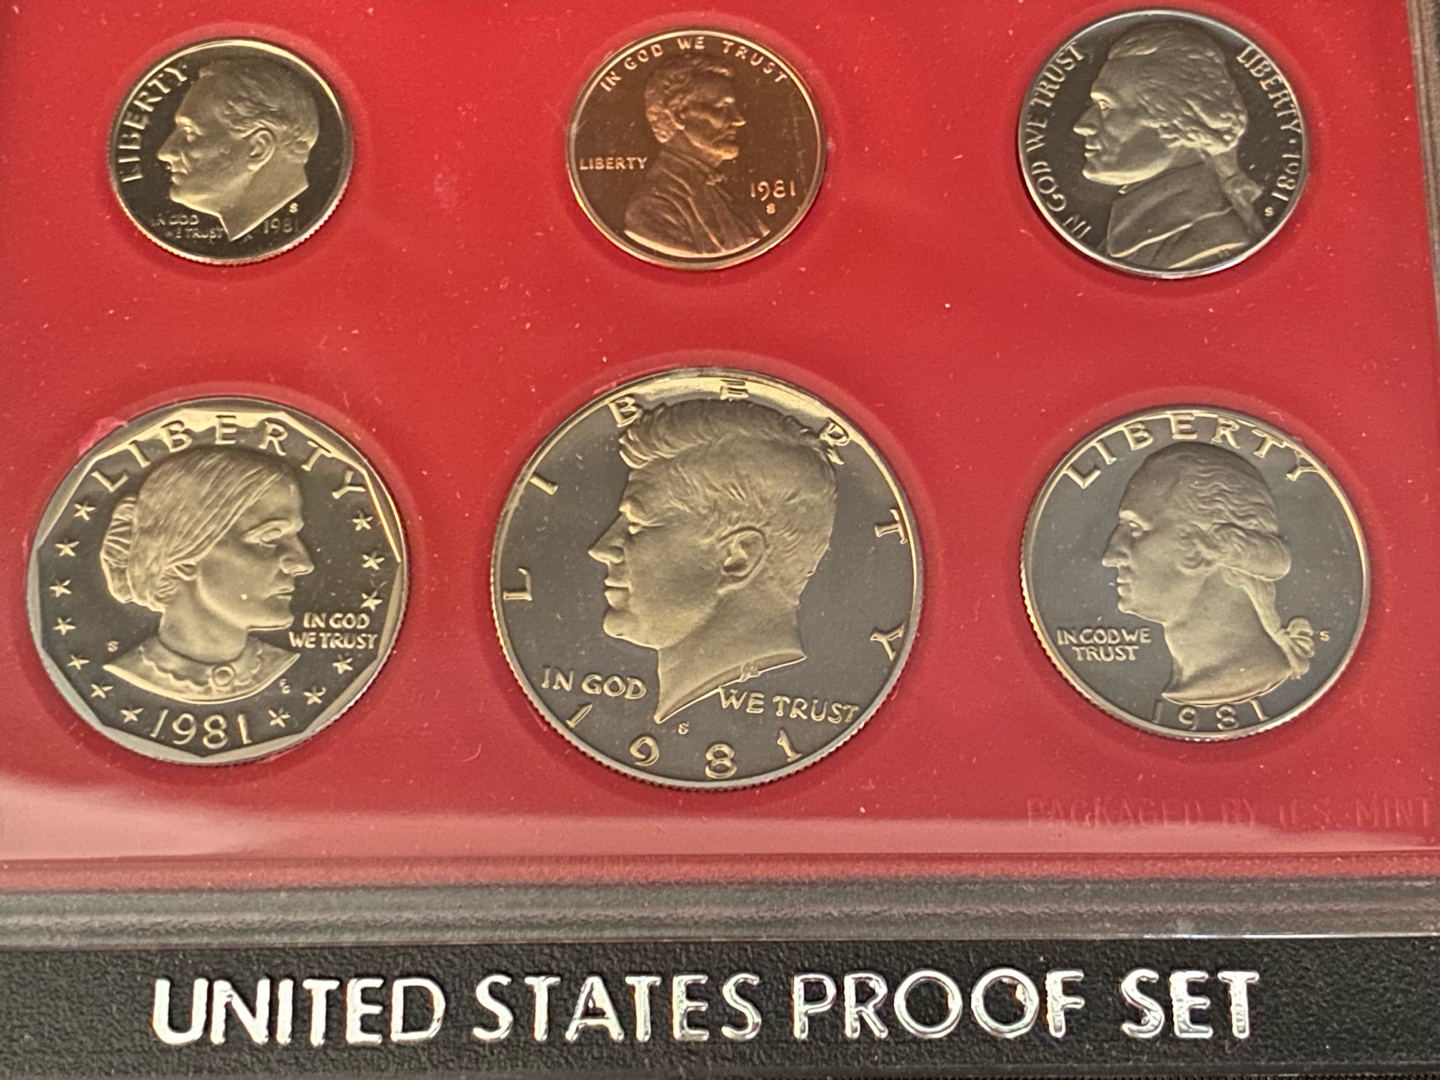 LIBERTY
IN GOD
WE TRUST
S
1981
IN GOD WE TRUST
LIBERTY
1981
S
IN GOD WE TRUST
LIBERTY · 1981
S
LIBERTY
S
IN GOD
WE TRUST
1981
LIBERTY
IN GOD WE TRUST
S
1981
LIBERTY
IN GOD WE
TRUST
S
1981
PACKAGED BY U.S. MINT
UNITED STATES PROOF SET